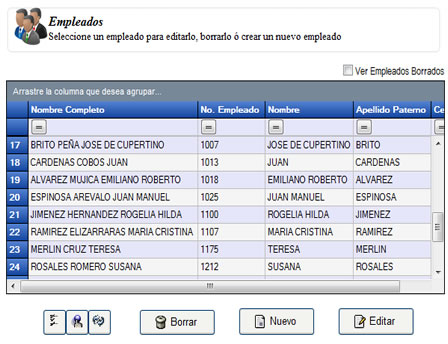 Empleados
Seleccione un empleado para editarlo, borrarlo ó crear un nuevo empleado
Ver Empleados Borrados
Arrastre la columna que desea agrupar...
Nombre Completo No. Empleado Nombre Apellido Paterno Ce
= = = =
17 BRITO PEÑA JOSE DE CUPERTINO 1007 JOSE DE CUPERTINO BRITO
18 CARDENAS COBOS JUAN 1013 JUAN CARDENAS
19 ALVAREZ MUJICA EMILIANO ROBERTO 1018 EMILIANO ROBERTO ALVAREZ
20 ESPINOSA AREVALO JUAN MANUEL 1025 JUAN MANUEL ESPINOSA
21 JIMENEZ HERNANDEZ ROGELIA HILDA 1100 ROGELIA HILDA JIMENEZ
22 RAMIREZ ELIZARRARAS MARIA CRISTINA 1107 MARIA CRISTINA RAMIREZ
23 MERLIN CRUZ TERESA 1175 TERESA MERLIN
24 ROSALES ROMERO SUSANA 1212 SUSANA ROSALES
Borrar Nuevo Editar